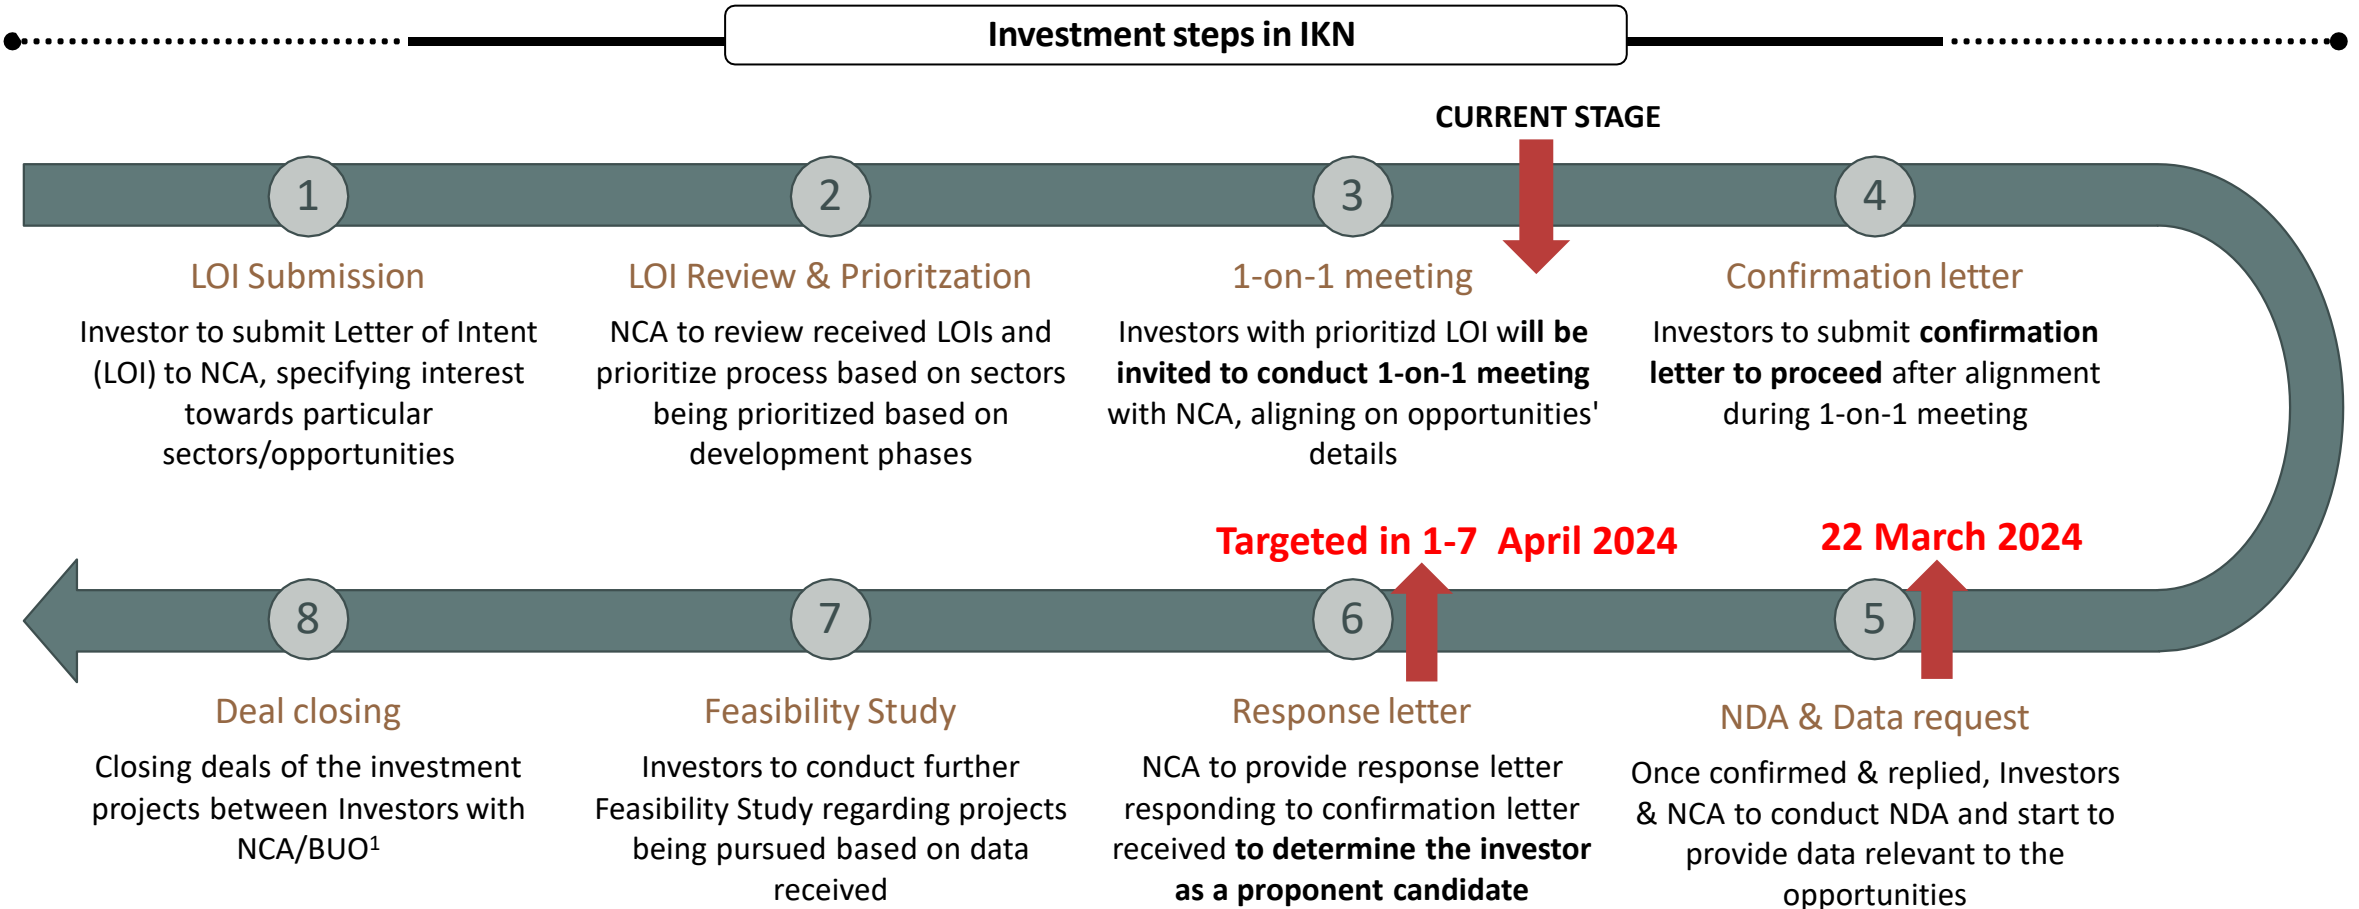 Investment steps in IKN
CURRENT STAGE
1
2
3
4
LOI Submission
Investor to submit Letter of Intent
(LOI) to NCA, specifying interest
towards particular
sectors/opportunities
LOI Review & Prioritzation
NCA to review received LOIs and
prioritize process based on sectors
being prioritized based on
development phases
1-on-1 meeting
Investors with prioritizd LOI will be
invited to conduct 1-on-1 meeting
with NCA, aligning on opportunities'
details
Confirmation letter
Investors to submit confirmation
letter to proceed after alignment
during 1-on-1 meeting
22 March 2024
Targeted in 1-7 April 2024
5
6
7
8
NDA & Data request
Once confirmed & replied, Investors
& NCA to conduct NDA and start to
provide data relevant to the
opportunities
Response letter
NCA to provide response letter
responding to confirmation letter
received to determine the investor
as a proponent candidate
Feasibility Study
Investors to conduct further
Feasibility Study regarding projects
being pursued based on data
received
Deal closing
Closing deals of the investment
projects between Investors with
NCA/BUO¹